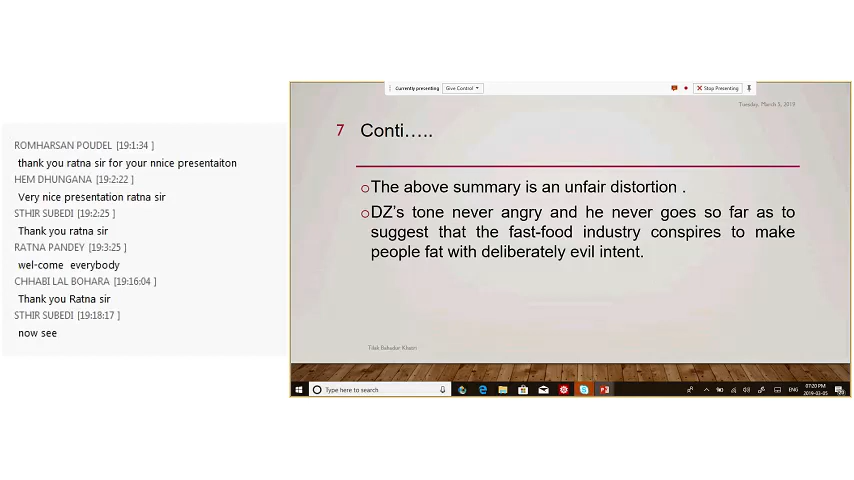 ROMHARSAN POUDEL [19:1:34 ]
thank you ratna sir for your nnice presentaiton
HEM DHUNGANA [19:2:22 ]
Very nice presentation ratna sir
STHIR SUBEDI [19:2:25 ]
Thank you ratna sir
RATNA PANDEY [19:3:25 ]
wel-come everybody
CHHABI LAL BOHARA [19:16:04 ]
Thank you Ratna sir
STHIR SUBEDI [19:18:17 ]
now see
Currently presenting Give Control Stop Presenting
Tuesday, March 5, 2019
7 Conti…..
oThe above summary is an unfair distortion .
oDZ's tone never angry and he never goes so far as to
suggest that the fast-food industry conspires to make
people fat with deliberately evil intent.
Tilak Bahadur Khatri
Type here to search
ENG
07:20 PM
2019-03-05